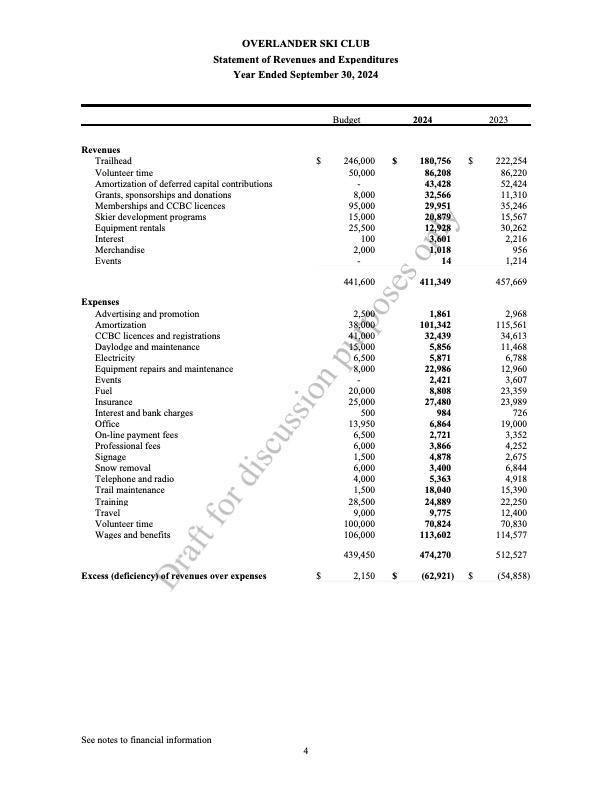 OVERLANDER SKI CLUB
Statement of Revenues and Expenditures
Year Ended September 30, 2024
Budget 2024 2023
Revenues
Trailhead $ 246,000 $ 180,756 $ 222,254
Volunteer time 50,000 86,208 86,220
Amortization of deferred capital contributions - 43,428 52,424
Grants, sponsorships and donations 8,000 32,566 11,310
Memberships and CCBC licences 95,000 29,951 35,246
Skier development programs 15,000 20,879 15,567
Equipment rentals 25,500 12,928 30,262
Interest 100 3,601 2,216
Merchandise 2,000 1,018 956
Events - 14 1,214
441,600 411,349 457,669
Expenses
Advertising and promotion 2,500 1,861 2,968
Amortization 38,000 101,342 115,561
CCBC licences and registrations 41,000 32,439 34,613
Daylodge and maintenance 15,000 5,856 11,468
Electricity 6,500 5,871 6,788
Equipment repairs and maintenance 8,000 22,986 12,960
Events - 2,421 3,607
Fuel 20,000 8,808 23,359
Insurance 25,000 27,480 23,989
Interest and bank charges 500 984 726
Office 13,950 6,864 19,000
On-line payment fees 6,500 2,721 3,352
Professional fees 6,000 3,866 4,252
Signage 1,500 4,878 2,675
Snow removal 6,000 3,400 6,844
Telephone and radio 4,000 5,363 4,918
Trail maintenance 1,500 18,040 15,390
Training 28,500 24,889 22,250
Travel 9,000 9,775 12,400
Volunteer time 100,000 70,824 70,830
Wages and benefits 106,000 113,602 114,577
439,450 474,270 512,527
Excess (deficiency) of revenues over expenses $ 2,150 $ (62,921) $ (54,858)
Draft for discussion purposes only
See notes to financial information
4